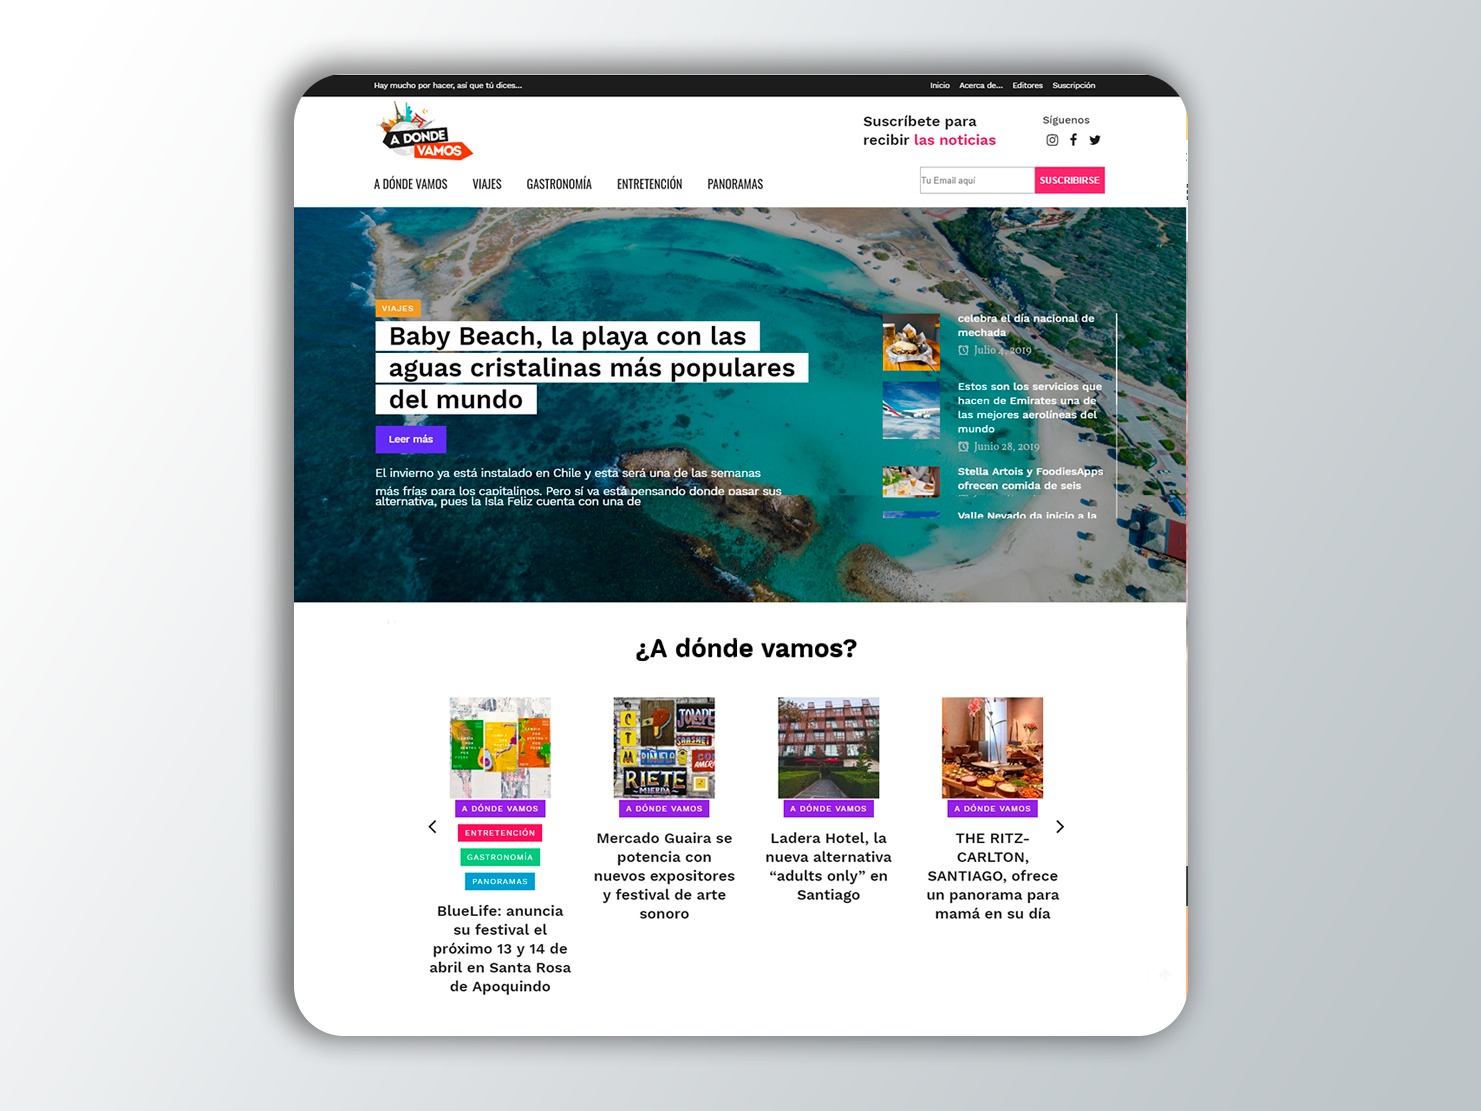 Hay mucho por hacer, así que tú dices...
Inicio Acerca de... Editores Suscripción
A DONDE
VAMOS
Suscríbete para
recibir las noticias
Síguenos
A DÓNDE VAMOS VIAJES GASTRONOMÍA ENTRETENCIÓN PANORAMAS
Tu Email aquí
SUSCRIBIRSE
VIAJES
Baby Beach, la playa con las
aguas cristalinas más populares
del mundo
Leer más
El invierno ya está instalado en Chile y esta será una de las semanas
más frías para los capitalinos. Pero si ya está pensando donde pasar sus
alternativa, pues la Isla Feliz cuenta con una de
celebra el día nacional de
mechada
Julio 4, 2019
Estos son los servicios que
hacen de Emirates una de
las mejores aerolíneas del
mundo
Junio 28, 2019
Stella Artois y FoodiesApps
ofrecen comida de seis
Valle Nevado da inicio a la
¿A dónde vamos?
A DÓNDE VAMOS
ENTRETENCIÓN
GASTRONOMÍA
PANORAMAS
BlueLife: anuncia
su festival el
próximo 13 y 14 de
abril en Santa Rosa
de Apoquindo
RIETE
MIERDA
A DÓNDE VAMOS
Mercado Guaira se
potencia con
nuevos expositores
y festival de arte
sonoro
A DÓNDE VAMOS
Ladera Hotel, la
nueva alternativa
“adults only” en
Santiago
A DÓNDE VAMOS
THE RITZ-
CARLTON,
SANTIAGO, ofrece
un panorama para
mamá en su día